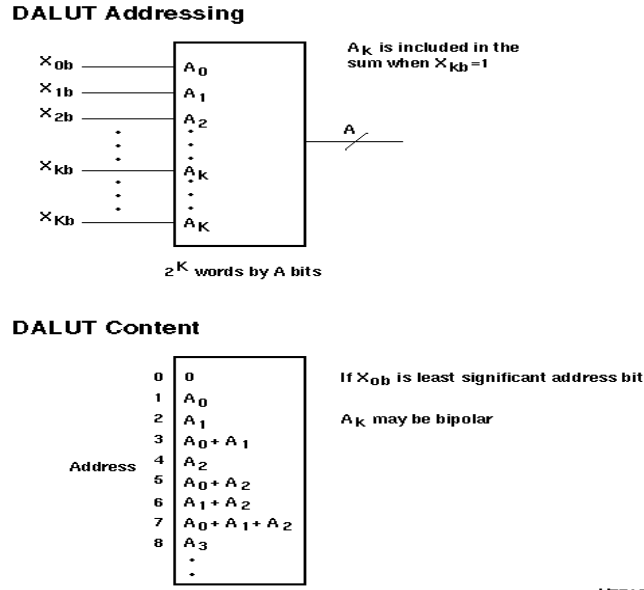 DALUT Addressing
X0b A0
X1b A1
X2b A2
Xkb Ak
XKb AK
A
Ak is included in the
sum when Xkb=1
2K words by A bits
DALUT Content
Address
0 0
1 A0
2 A1
3 A0+ A1
4 A2
5 A0+ A2
6 A1+ A2
7 A0+ A1+ A2
8 A3
If X0b is least significant address bit
Ak may be bipolar